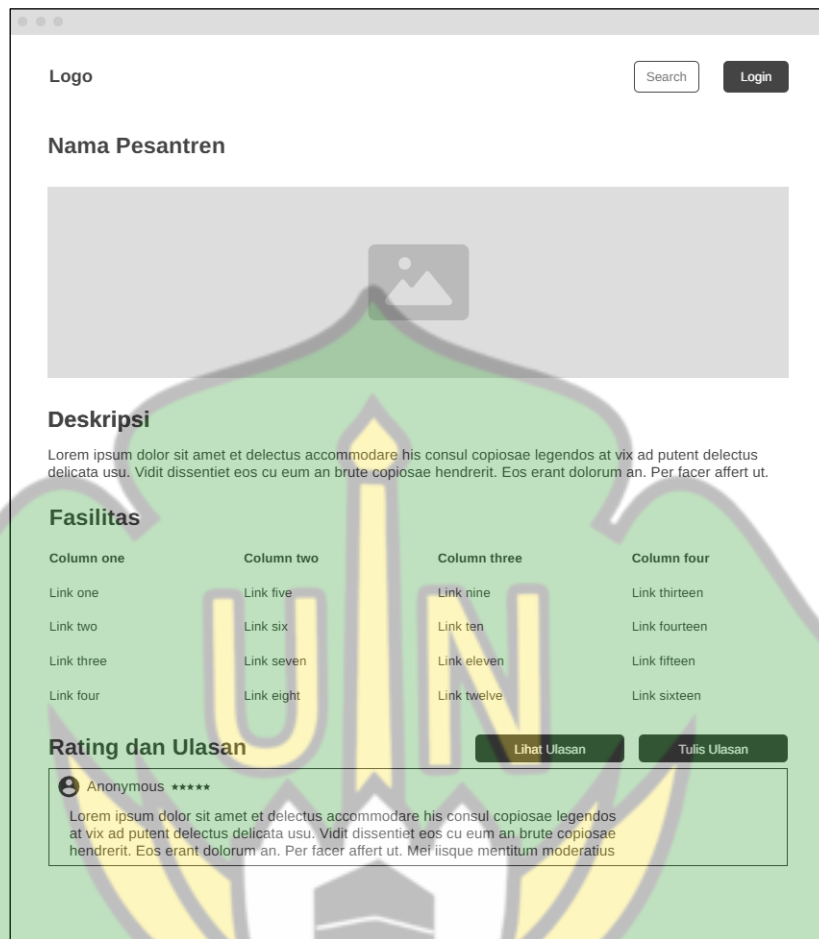 Logo
Search
Login
Nama Pesantren
Deskripsi
Lorem ipsum dolor sit amet et delectus accommodare his consul copiosae legendos at vix ad putent delectus
delicata usu. Vidit dissentiet eos cu eum an brute copiosae hendrerit. Eos erant dolorum an. Per facer affert ut.
Fasilitas
Column one
Column two
Column three
Column four
Link one
Link five
Link nine
Link thirteen
Link two
Link six
Link ten
Link fourteen
Link three
Link seven
Link eleven
Link fifteen
Link four
Link eight
Link twelve
Link sixteen
UIN
Rating dan Ulasan
Lihat Ulasan
Tulis Ulasan
Anonymous ★★★★★
Lorem ipsum dolor sit amet et delectus accommodare his consul copiosae legendos
at vix ad putent delectus delicata usu. Vidit dissentiet eos cu eum an brute copiosae
hendrerit. Eos erant dolorum an. Per facer affert ut. Mei iisque mentitum moderatius